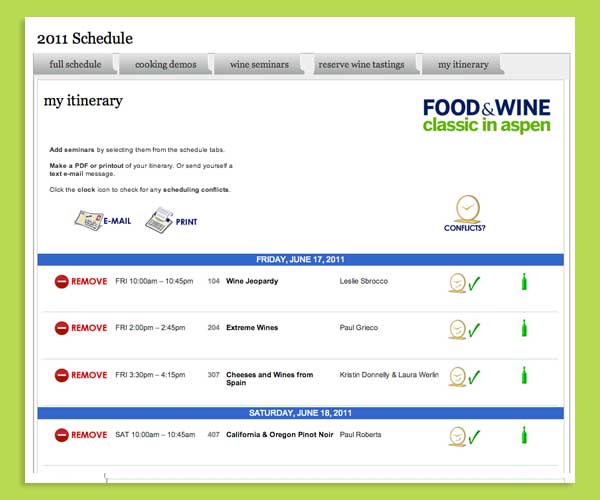 2011 Schedule
full schedule cooking demos wine seminars reserve wine tastings my itinerary
my itinerary
FOOD & WINE
classic in aspen
Add seminars by selecting them from the schedule tabs.
Make a PDF or printout of your itinerary. Or send yourself a
text e-mail message.
Click the clock icon to check for any scheduling conflicts.
E-MAIL PRINT CONFLICTS?
FRIDAY, JUNE 17, 2011
REMOVE FRI 10:00am – 10:45pm 104 Wine Jeopardy Leslie Sbrocco
REMOVE FRI 2:00pm – 2:45pm 204 Extreme Wines Paul Grieco
REMOVE FRI 3:30pm – 4:15pm 307 Cheeses and Wines from Kristin Donnelly & Laura Werlin
Spain
SATURDAY, JUNE 18, 2011
REMOVE SAT 10:00am – 10:45am 407 California & Oregon Pinot Noir Paul Roberts